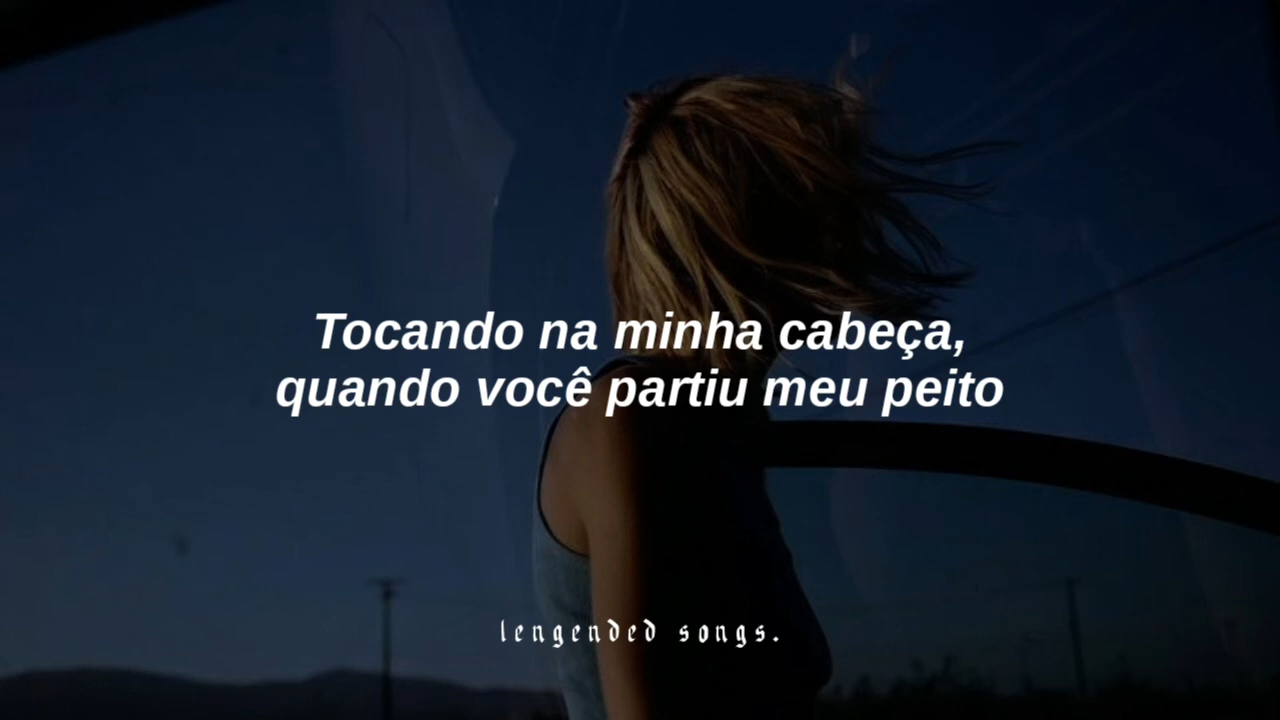 Tocando na minha cabeça,
quando você partiu meu peito
lengended songs.